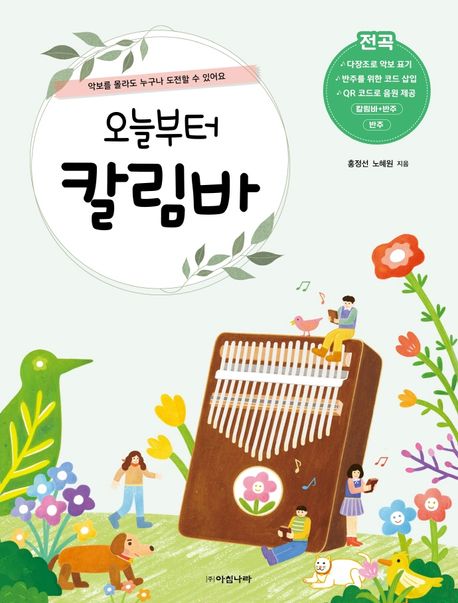 악보를 몰라도 누구나 도전할 수 있어요
오늘부터
칼림바
전곡
♪ 다장조로 악보 표기
♪ 반주를 위한 코드 삽입
♪ QR 코드로 음원 제공
칼림바+반주
반주
홍정선 노혜원 지음
㈜아침나라